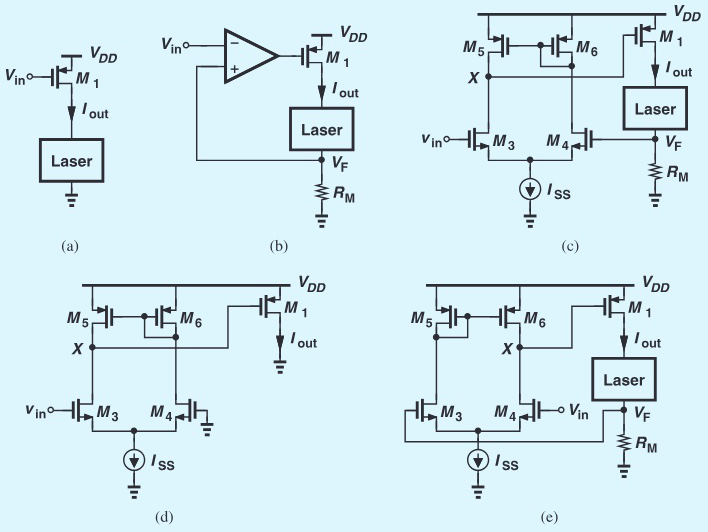 V_DD
V_in
M_1
I_out
Laser
(a)
V_in
−
+
V_DD
M_1
I_out
Laser
V_F
R_M
(b)
V_DD
M_5
M_6
M_1
X
I_out
Laser
v_in
M_3
M_4
V_F
R_M
I_SS
(c)
V_DD
M_5
M_6
M_1
X
I_out
v_in
M_3
M_4
I_SS
(d)
V_DD
M_5
M_6
M_1
X
I_out
Laser
M_3
M_4
V_in
V_F
R_M
I_SS
(e)